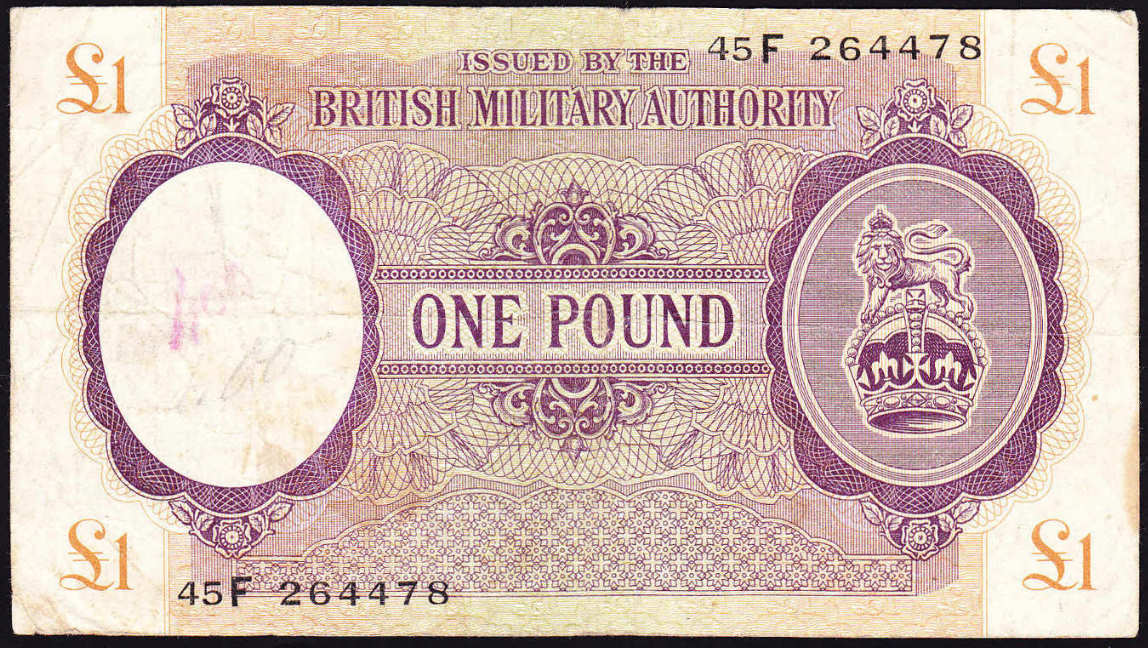 £1
ISSUED BY THE
45F 264478
£1
BRITISH MILITARY AUTHORITY
ONE POUND
£1
45F 264478
£1